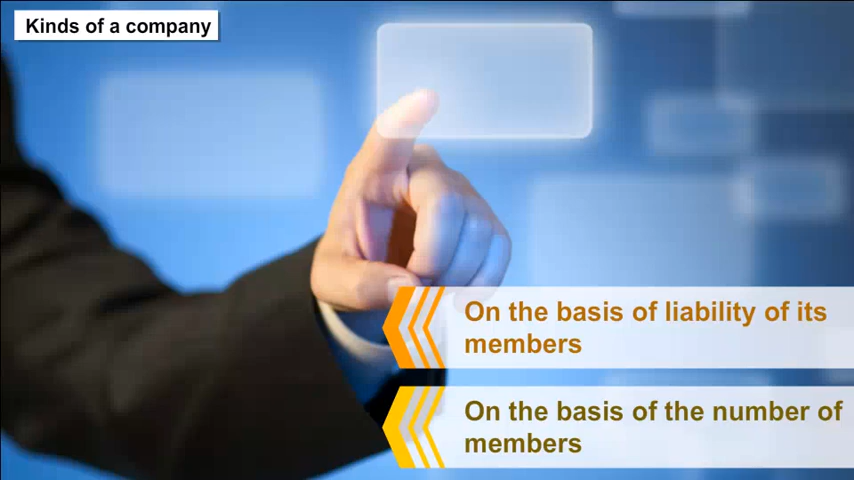 Kinds of a company
On the basis of liability of its
members
On the basis of the number of
members